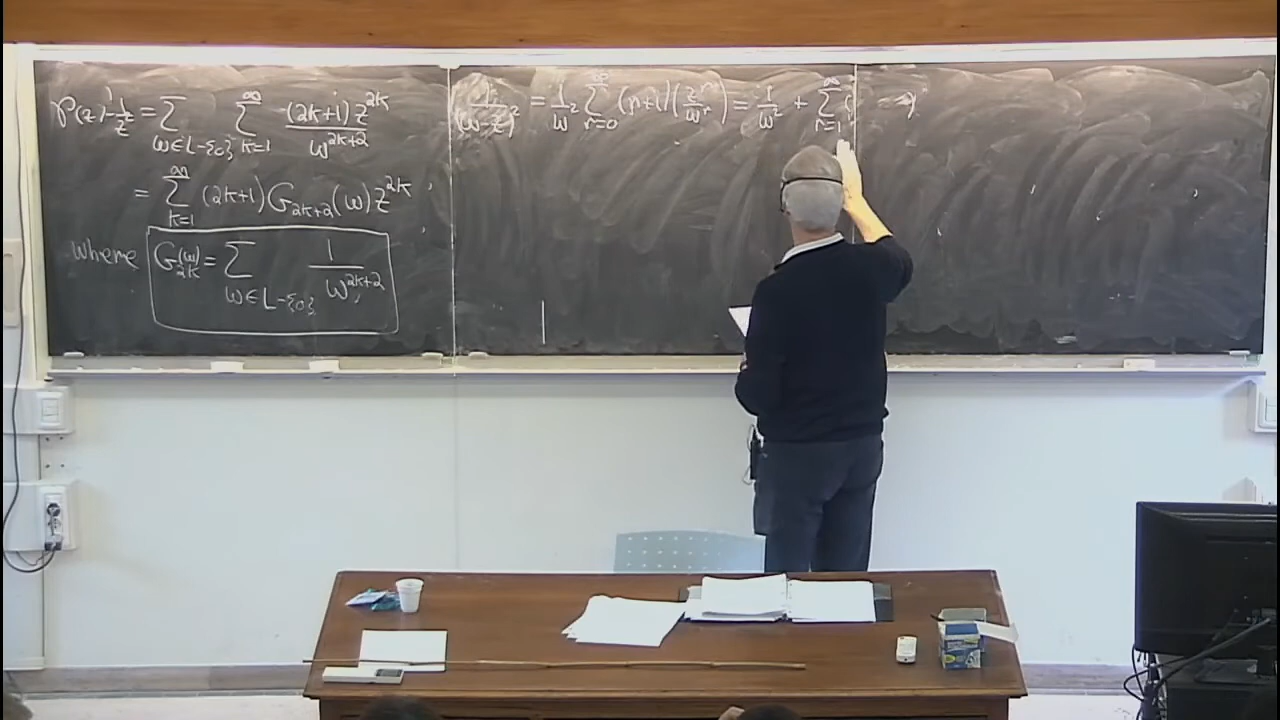 ℘(z) - 1/z² = Σ_{ω∈L-{0}} Σ_{k=1}^{∞} (2k+1)z^{2k} / ω^{2k+2}
= Σ_{k=1}^{∞} (2k+1) G_{2k+2}(ω) z^{2k},
where G_{2k}(ω) = Σ_{ω∈L-{0}} 1/ω^{2k+2},
1/(ω-z)² = 1/ω² Σ_{r=0}^{∞} (r+1)(z^r/ω^r) = 1/ω² + Σ_{r=1}^{∞} (